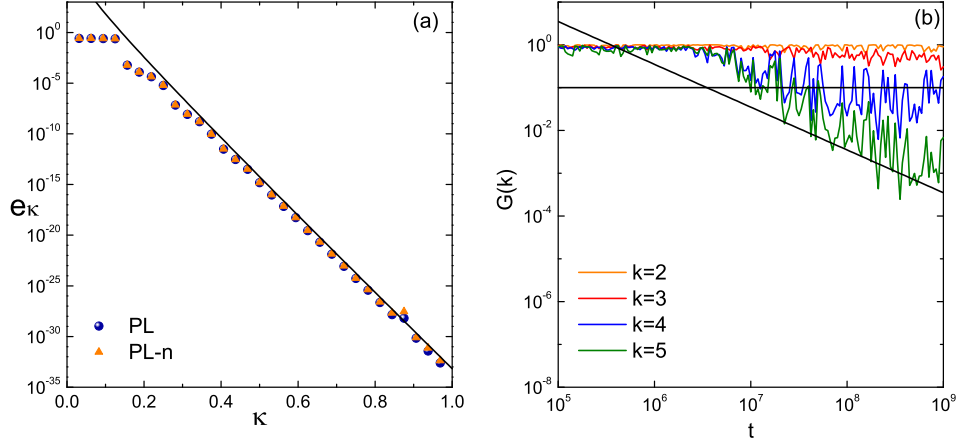 (a)
10^0
10^-5
10^-10
10^-15
10^-20
10^-25
10^-30
10^-35
eκ
PL
PL-n
0.0 0.2 0.4 0.6 0.8 1.0
κ
(b)
10^0
10^-2
10^-4
10^-6
10^-8
G(k)
k=2
k=3
k=4
k=5
10^5 10^6 10^7 10^8 10^9
t